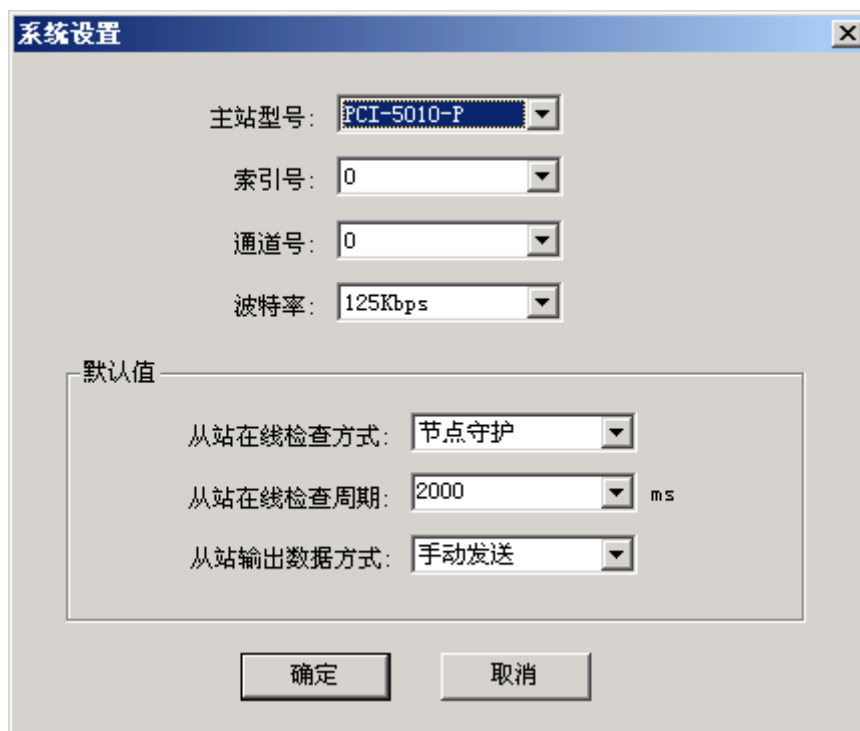 系统设置
主站型号: PCI-5010-P
索引号: 0
通道号: 0
波特率: 125Kbps
默认值
从站在线检查方式: 节点守护
从站在线检查周期: 2000 ms
从站输出数据方式: 手动发送
确定 取消